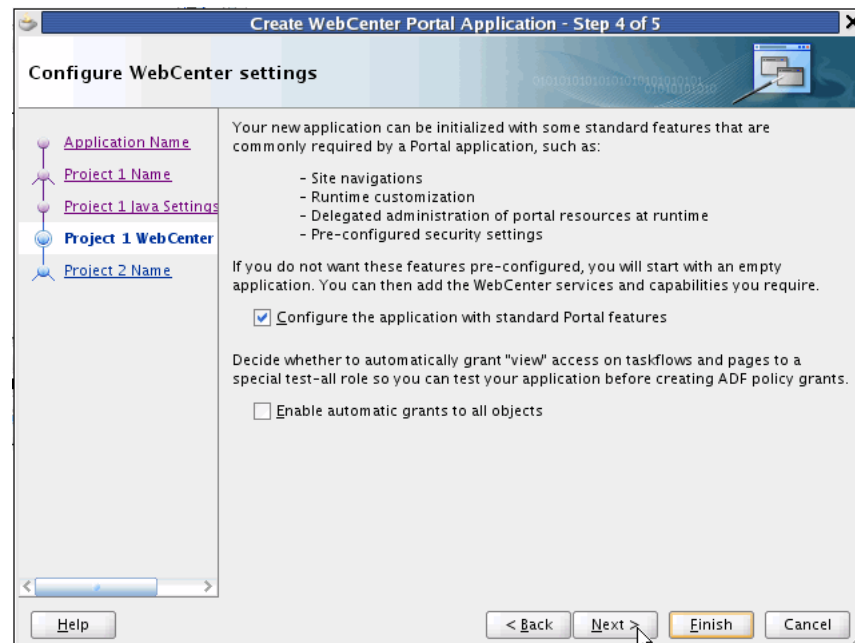 Create WebCenter Portal Application - Step 4 of 5
Configure WebCenter settings
Application Name
Project 1 Name
Project 1 Java Settings
Project 1 WebCenter
Project 2 Name
Your new application can be initialized with some standard features that are
commonly required by a Portal application, such as:
- Site navigations
- Runtime customization
- Delegated administration of portal resources at runtime
- Pre-configured security settings
If you do not want these features pre-configured, you will start with an empty
application. You can then add the WebCenter services and capabilities you require.
Configure the application with standard Portal features
Decide whether to automatically grant "view" access on taskflows and pages to a
special test-all role so you can test your application before creating ADF policy grants.
Enable automatic grants to all objects
Help
< Back
Next >
Finish
Cancel